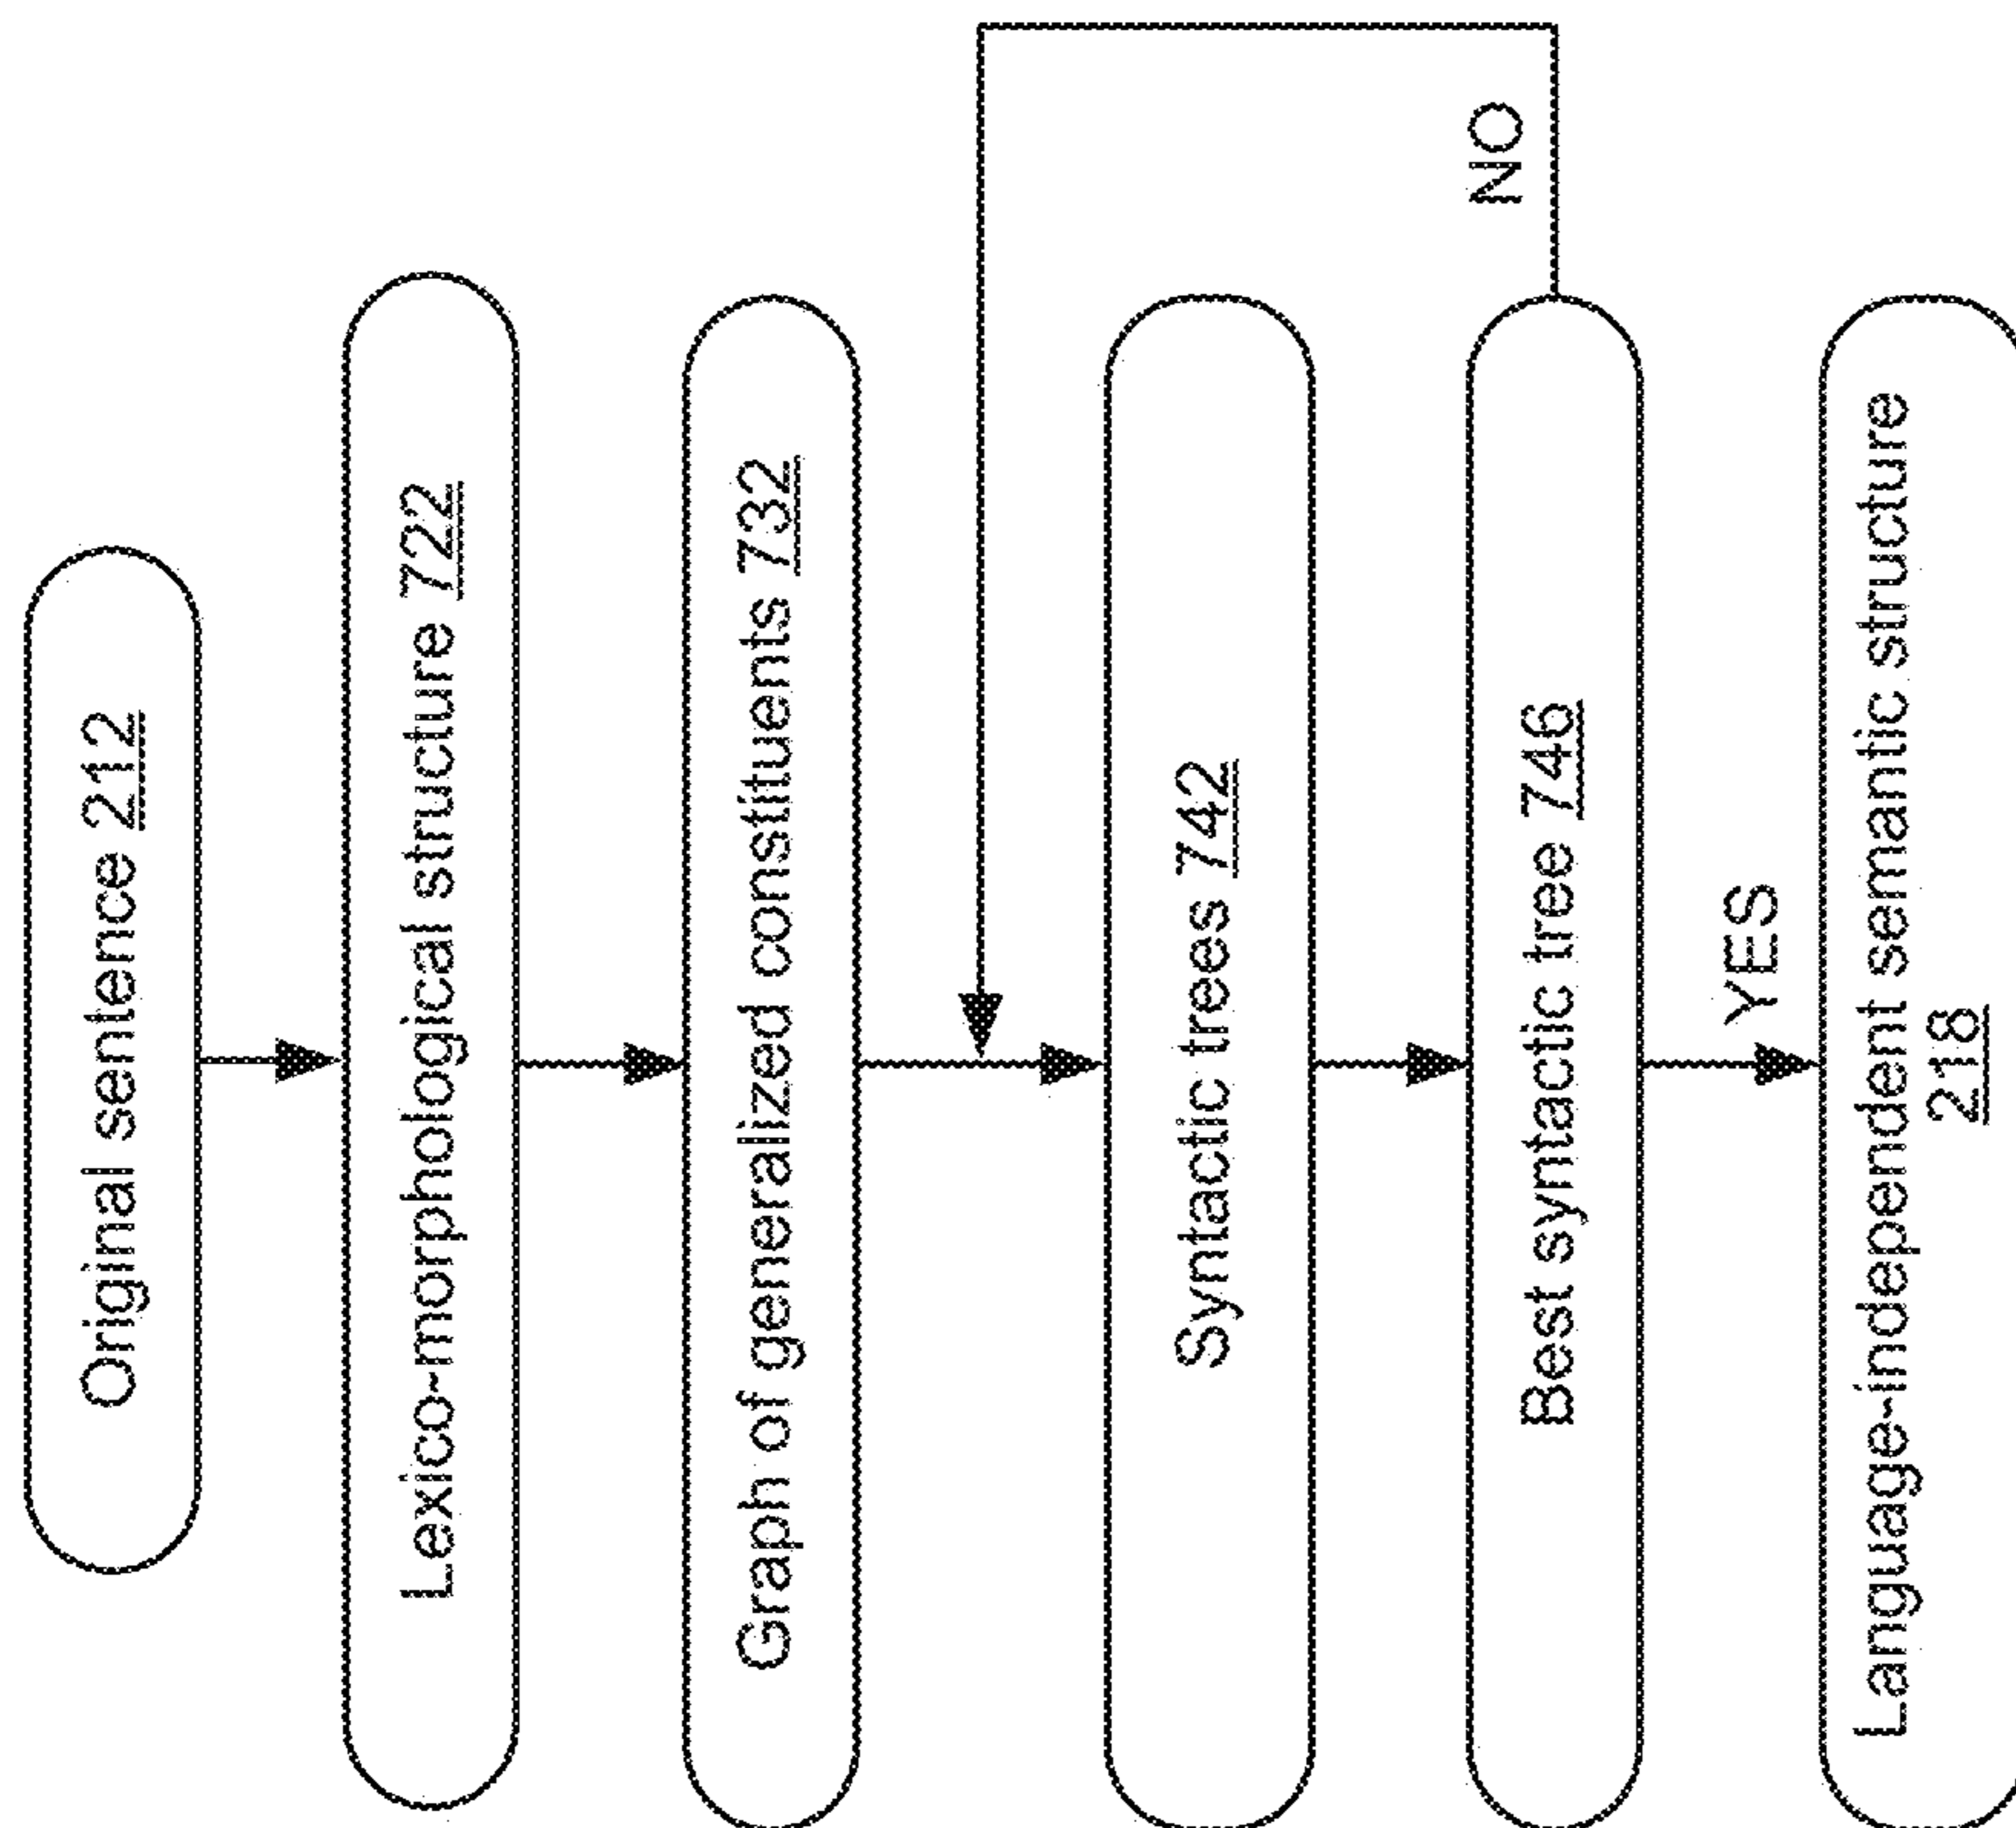 Original sentence 212
Lexico-morphological structure 722
Graph of generalized constituents 732
Syntactic trees 742
Best syntactic tree 746
NO
YES
Language-independent semantic structure
218